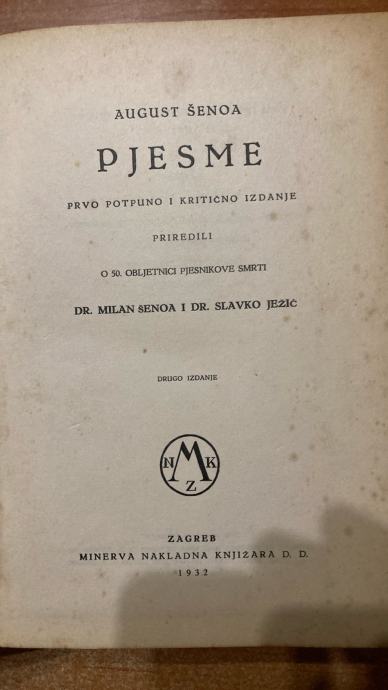 AUGUST ŠENOA
PJESME
PRVO POTPUNO I KRITIČNO IZDANJE
PRIREDILI
O 50. OBLJETNICI PJESNIKOVE SMRTI
DR. MILAN ŠENOA I DR. SLAVKO JEŽIĆ
DRUGO IZDANJE
N M K
Z
ZAGREB
MINERVA NAKLADNA KNJIŽARA D. D.
1932